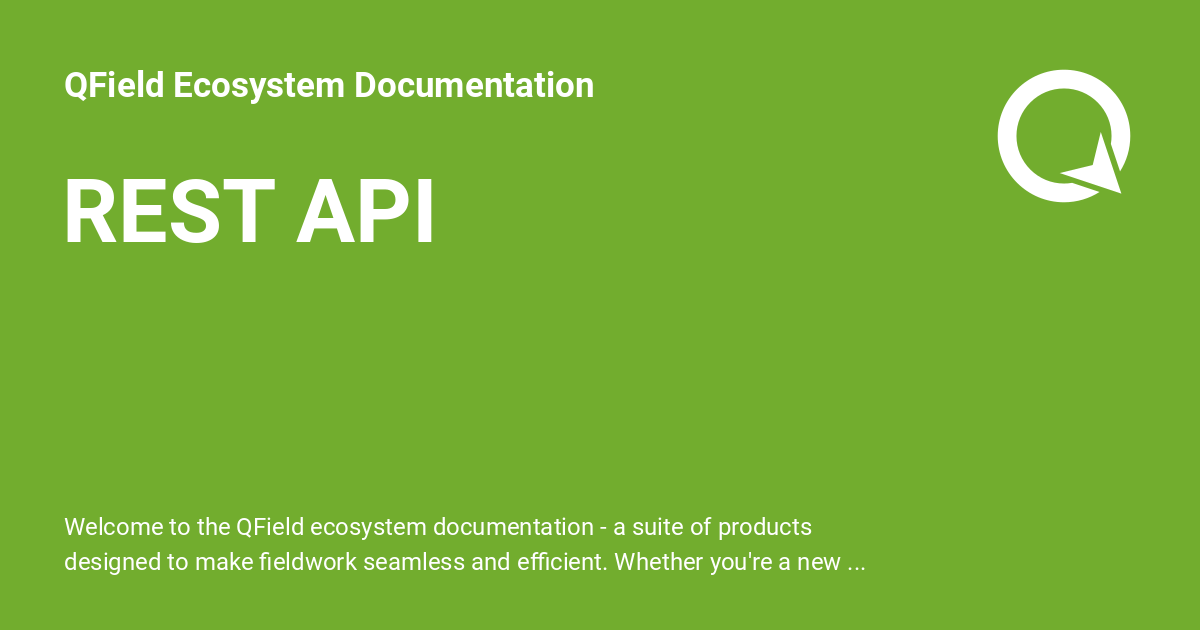 QField Ecosystem Documentation
REST API
Welcome to the QField ecosystem documentation - a suite of products
designed to make fieldwork seamless and efficient. Whether you're a new ...